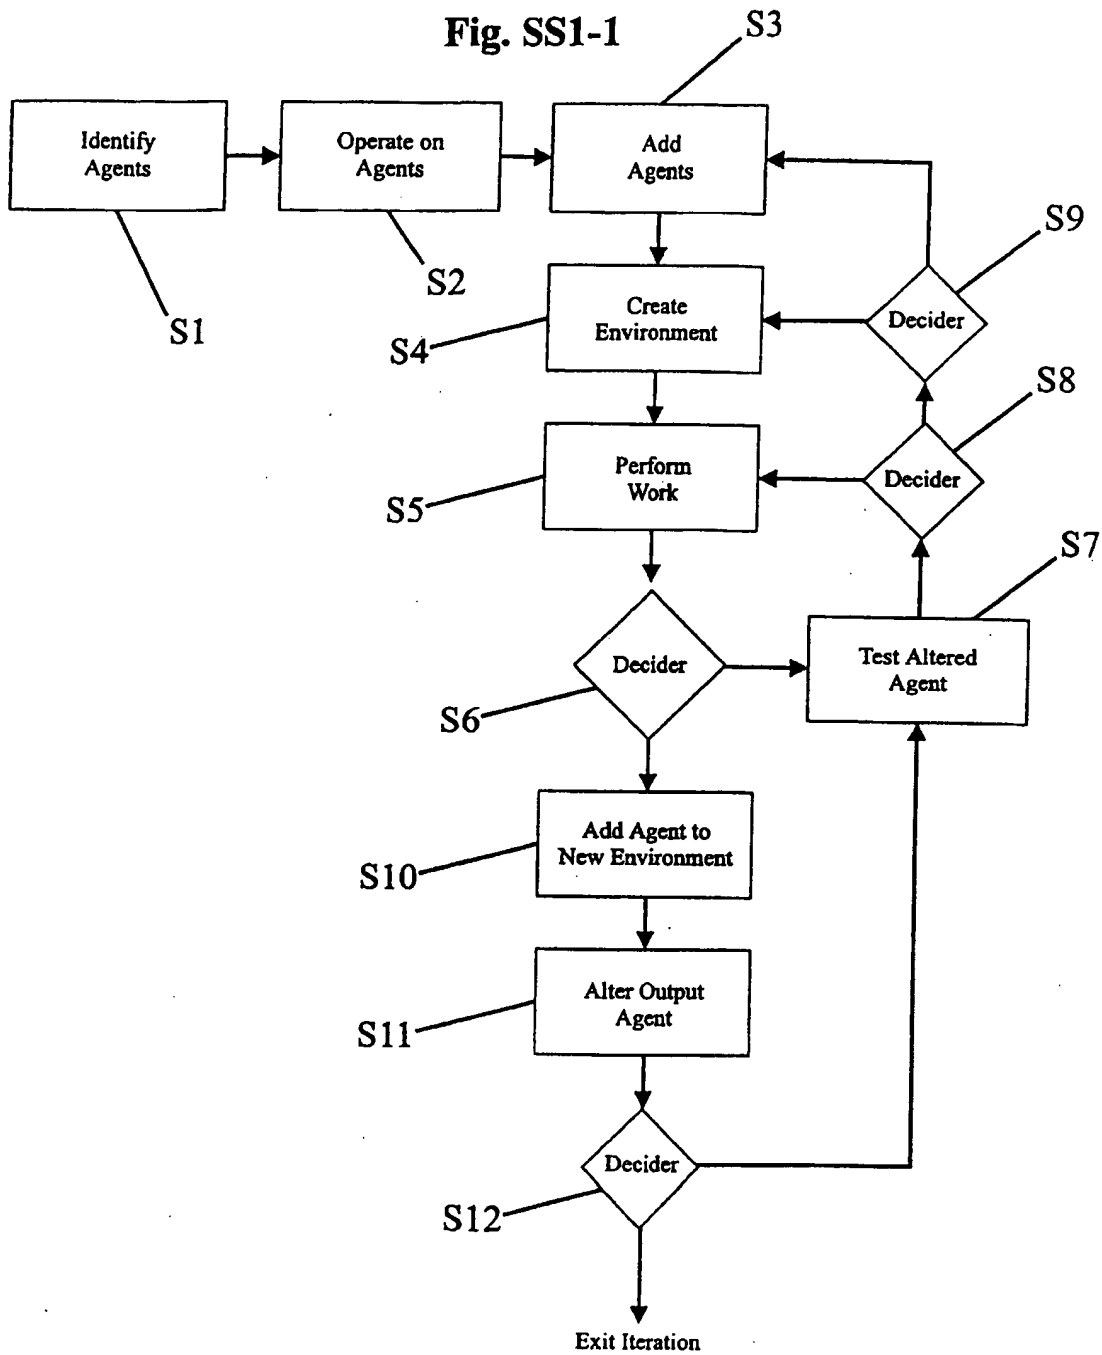 Fig. SS1-1
S3
Identify
Agents
Operate on
Agents
Add
Agents
S1
S2
S9
Create
Environment
Decider
S4
S8
Perform
Work
Decider
S5
S7
Decider
Test Altered
Agent
S6
Add Agent to
New Environment
S10
Alter Output
Agent
S11
Decider
S12
Exit Iteration